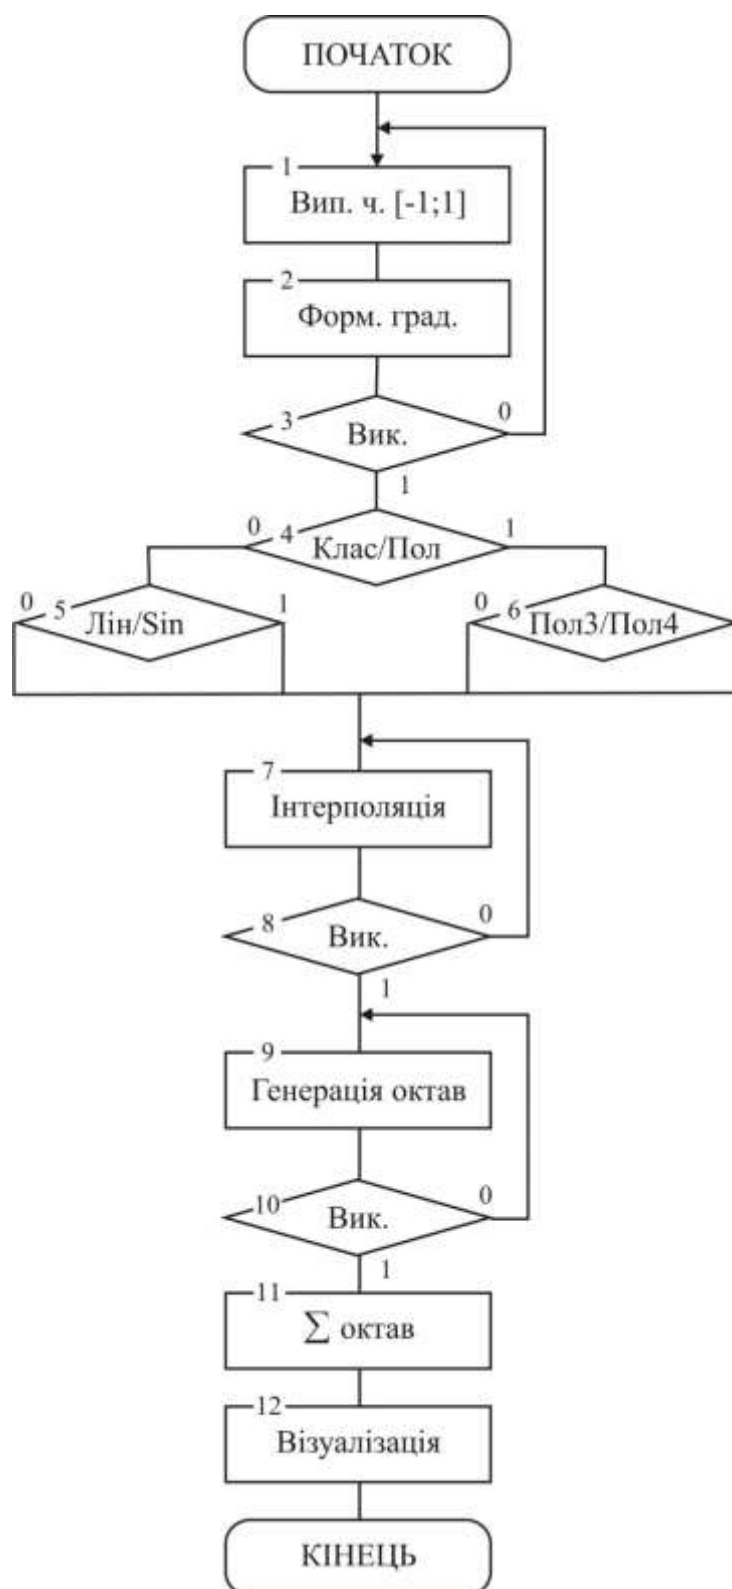 ПОЧАТОК
1
Вип. ч. [-1;1]
2
Форм. град.
3
Вик.
0
1
0
4
Клас/Пол
1
0
5
Лін/Sin
1
0
6
Пол3/Пол4
7
Інтерполяція
8
Вик.
0
1
9
Генерація октав
10
Вик.
0
1
11
∑ октав
12
Візуалізація
КІНЕЦЬ